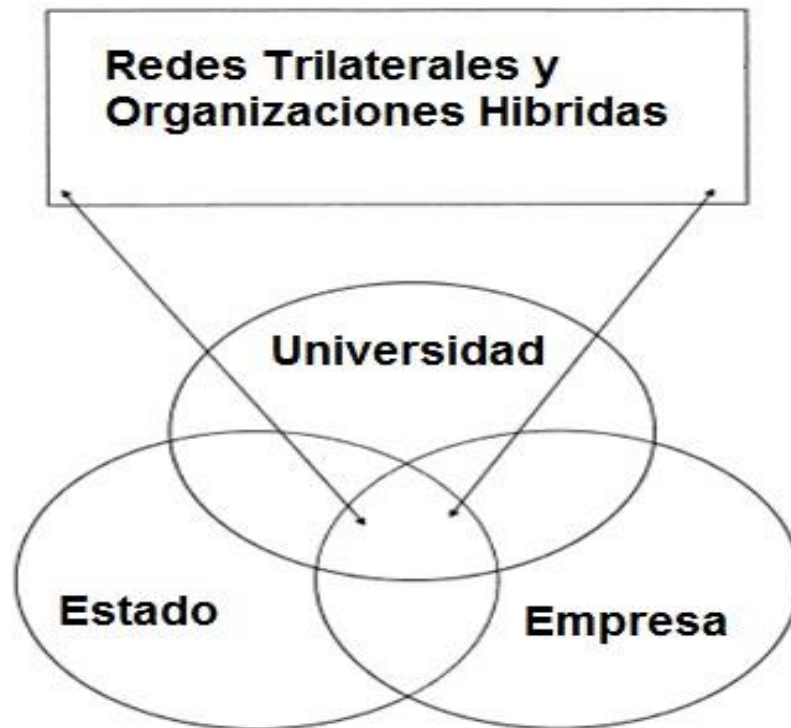 Redes Trilaterales y
Organizaciones Hibridas
Universidad
Estado
Empresa